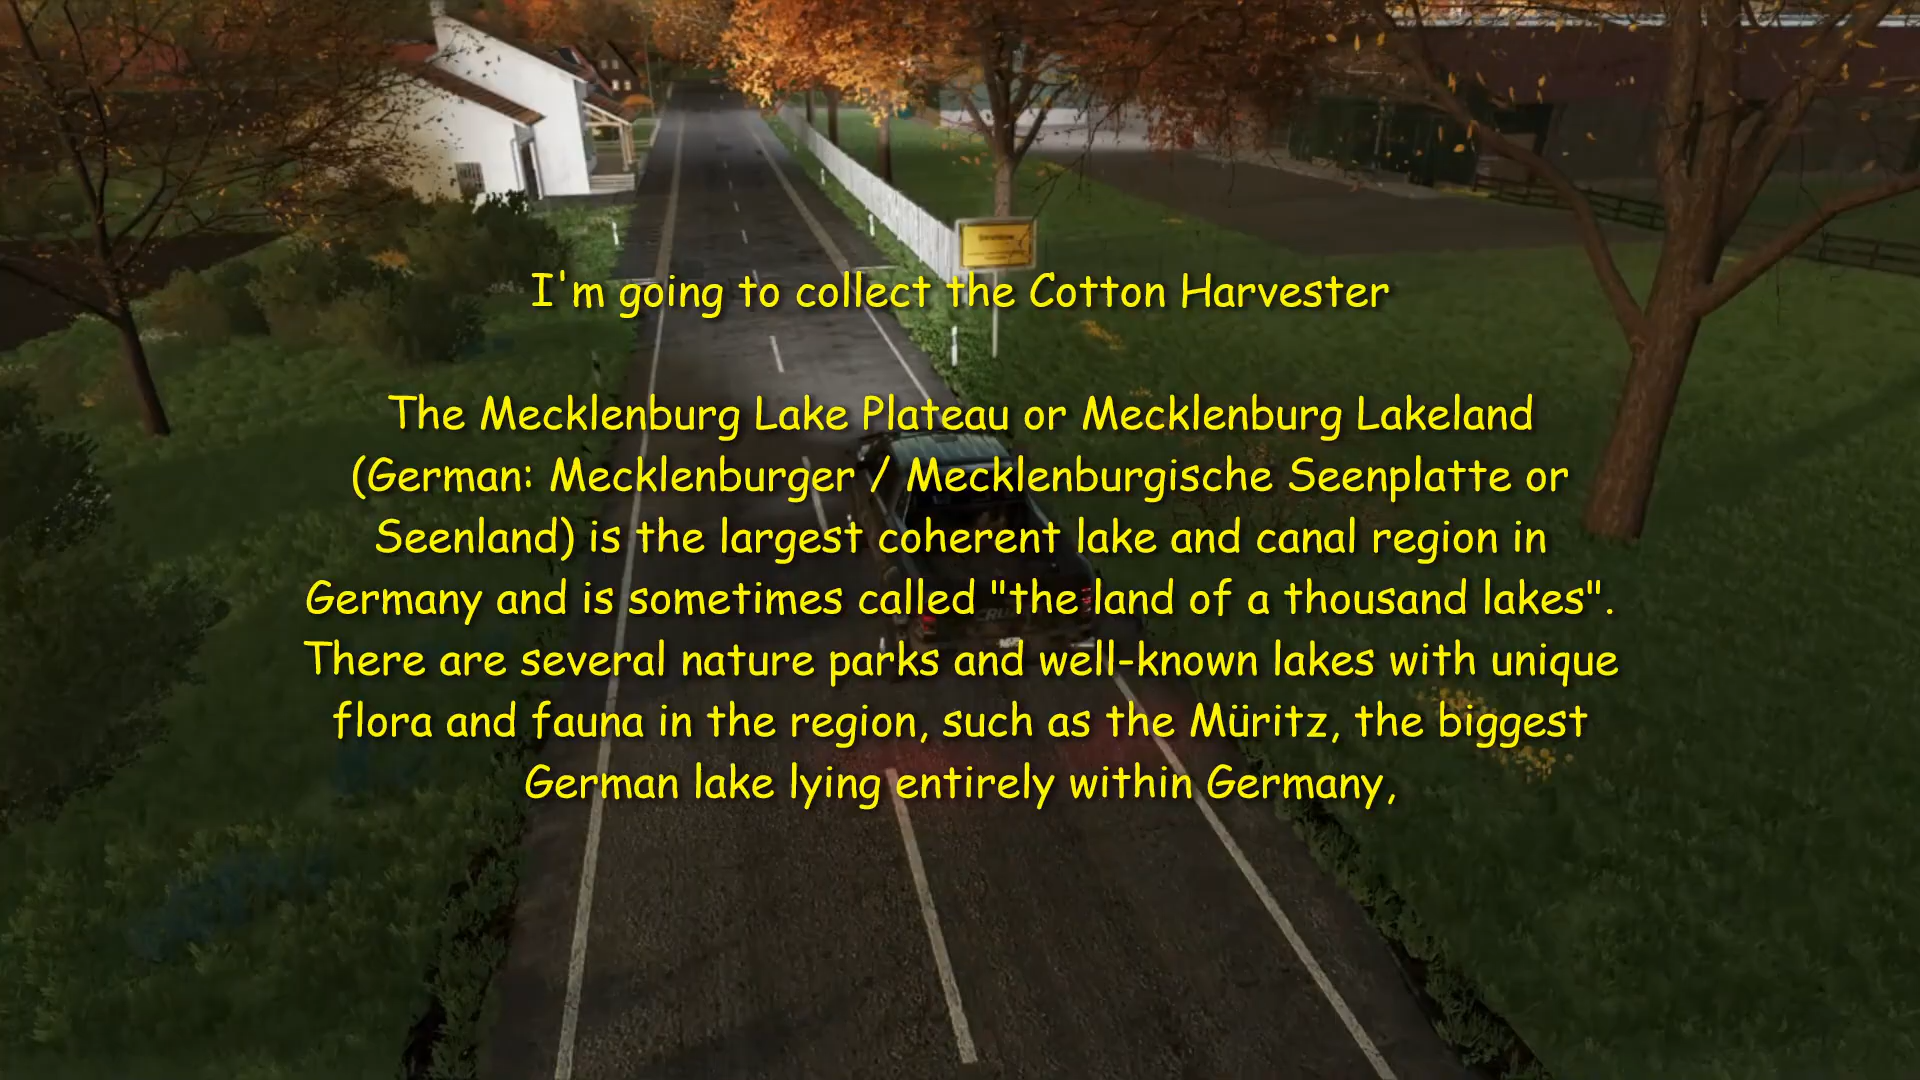 I'm going to collect the Cotton Harvester
The Mecklenburg Lake Plateau or Mecklenburg Lakeland
(German: Mecklenburger / Mecklenburgische Seenplatte or
Seenland) is the largest coherent lake and canal region in
Germany and is sometimes called "the land of a thousand lakes".
There are several nature parks and well-known lakes with unique
flora and fauna in the region, such as the Müritz, the biggest
German lake lying entirely within Germany,